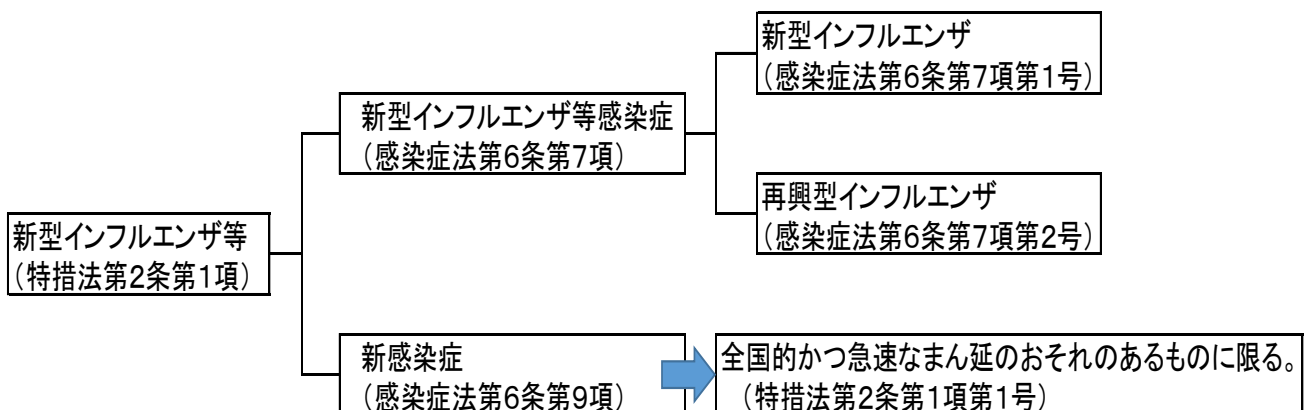 新型インフルエンザ
（感染症法第6条第7項第1号）
新型インフルエンザ等感染症
（感染症法第6条第7項）
再興型インフルエンザ
（感染症法第6条第7項第2号）
新型インフルエンザ等
（特措法第2条第1項）
新感染症
（感染症法第6条第9項）
全国的かつ急速なまん延のおそれのあるものに限る。
（特措法第2条第1項第1号）